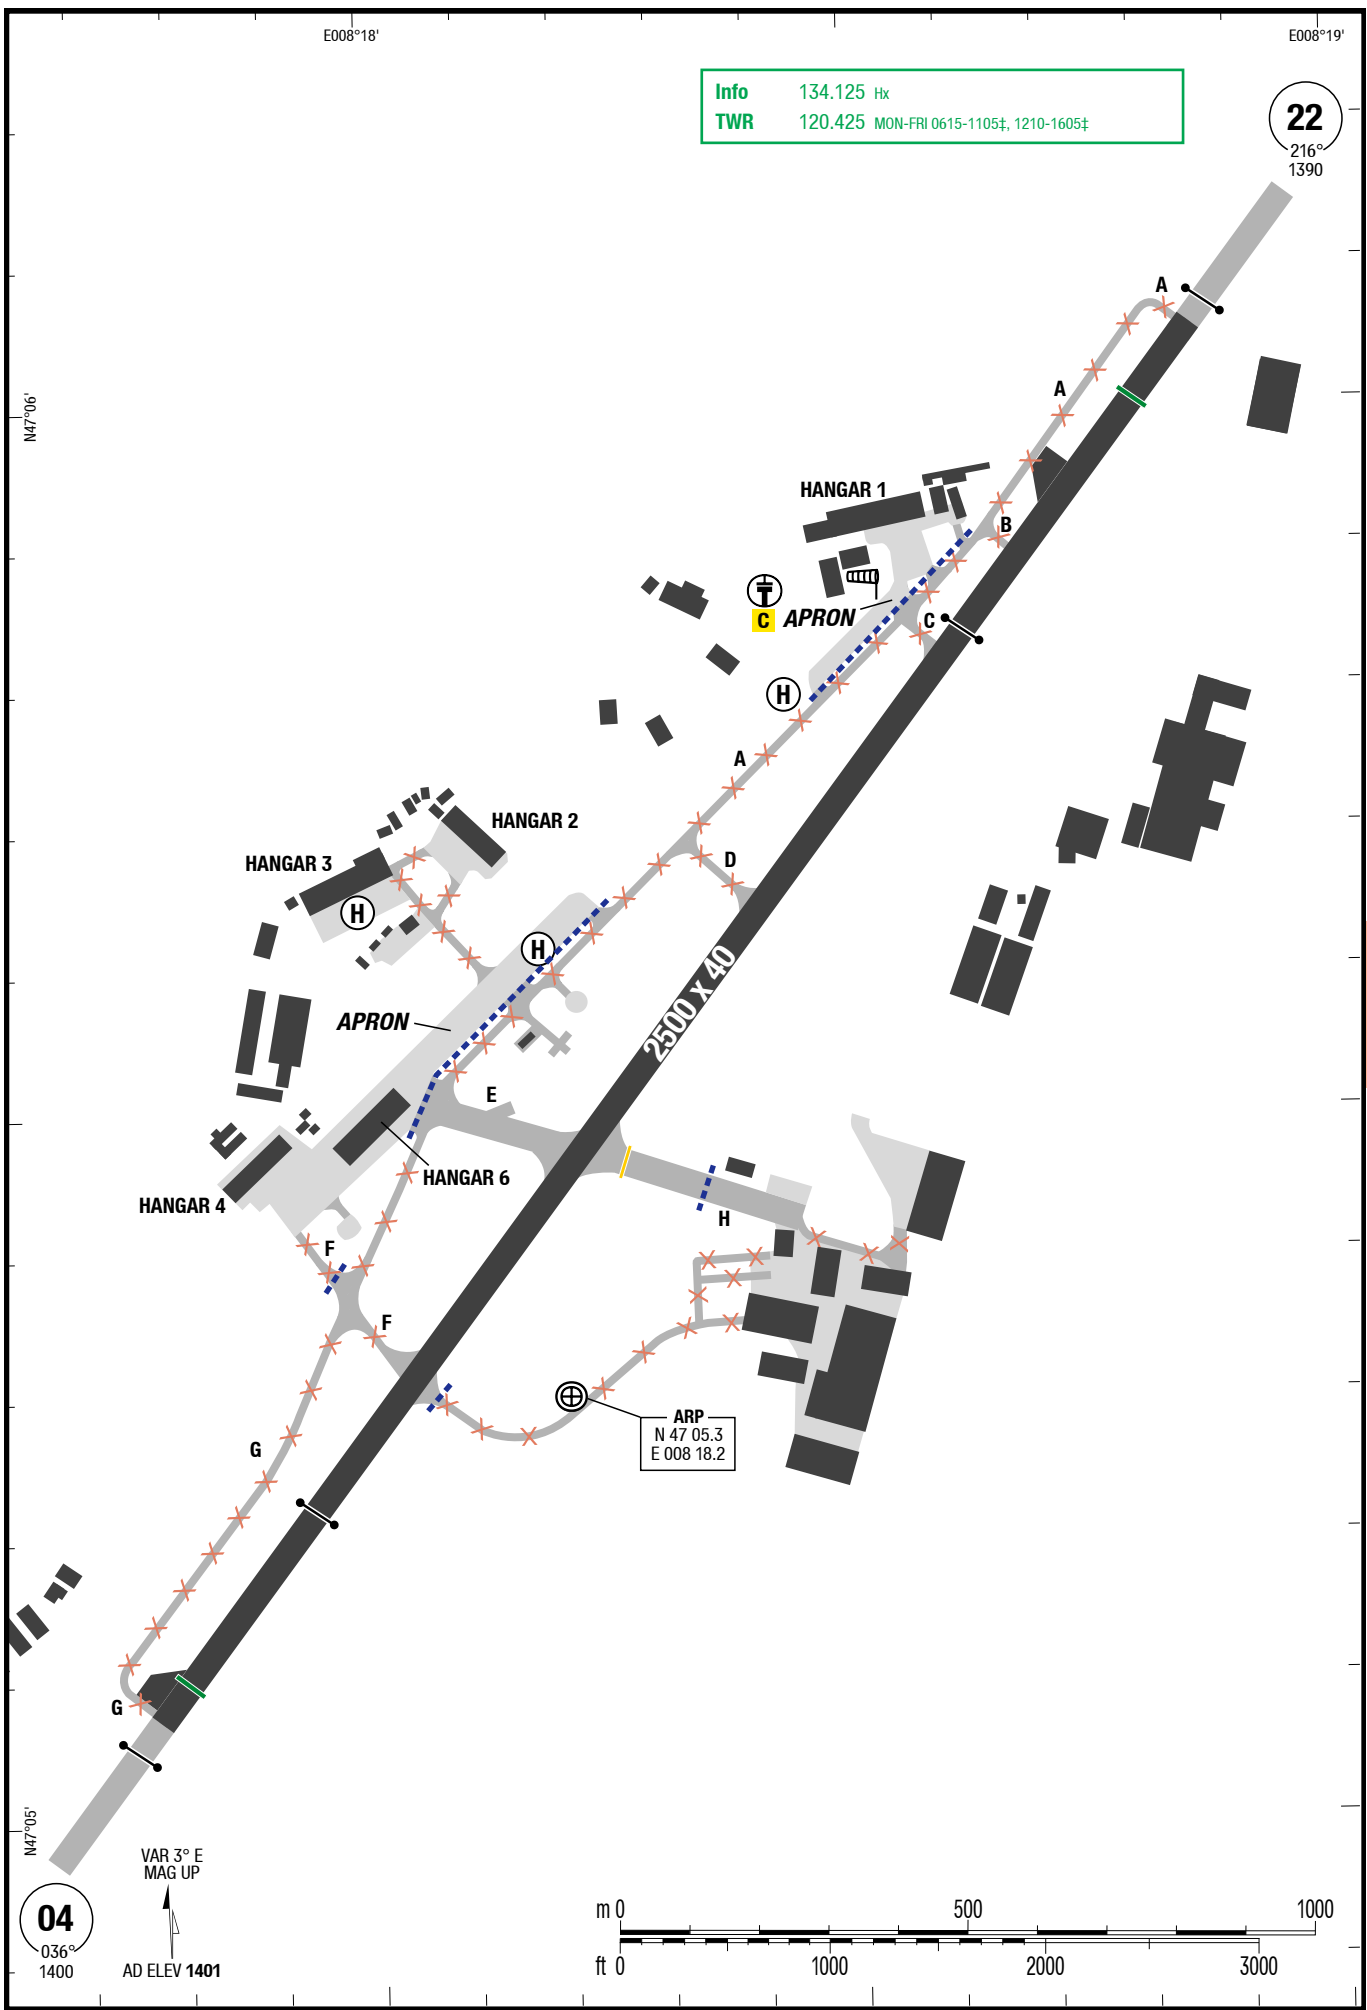 E008°18'
E008°19'
Info 134.125 Hx
TWR 120.425 MON-FRI 0615-1105‡, 1210-1605‡
22
216°
1390
A
A
N47°06'
HANGAR 1
B
C APRON
C
H
A
HANGAR 2
HANGAR 3
D
H
H
2500 x 40
APRON
E
HANGAR 6
HANGAR 4
H
F
F
ARP
N 47 05.3
E 008 18.2
G
G
N47°05'
VAR 3° E
MAG UP
04
036°
1400
AD ELEV 1401
m 0 500 1000
ft 0 1000 2000 3000